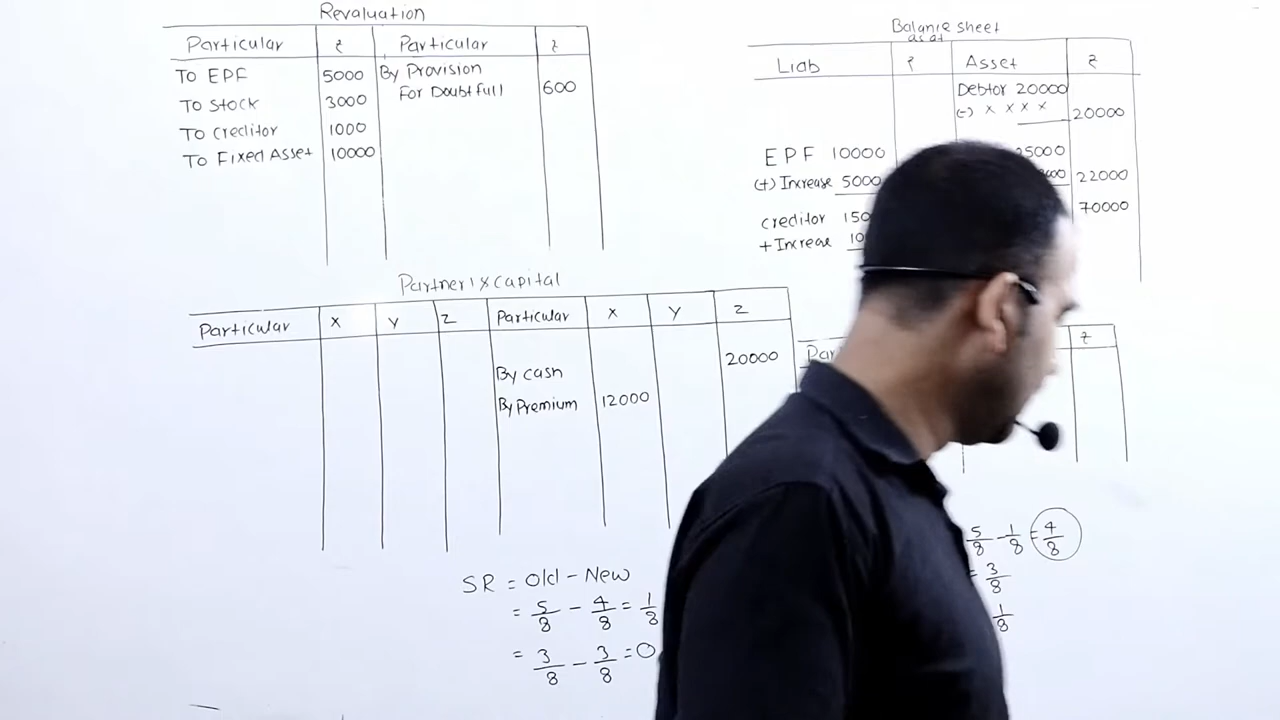 Revaluation
Particular ₹ Particular ₹
To EPF 5000 By Provision
For Doubtfull 600
To Stock 3000
To Creditor 1000
To Fixed Asset 10000
Balance sheet
as at
Liab ₹ Asset ₹
Debtor 20000
(-) x x x x 20000
EPF 10000 25000
(+) Increase 5000 22000
70000
creditor
+ Increase
Partner's capital
Particular X Y Z Particular X Y Z
20000
By cash
By Premium 12000
₹
SR = Old - New
= 5/8 - 4/8 = 1/8
= 3/8 - 3/8 = 0
5/8 - 1/8 = 4/8
= 3/8
1/8